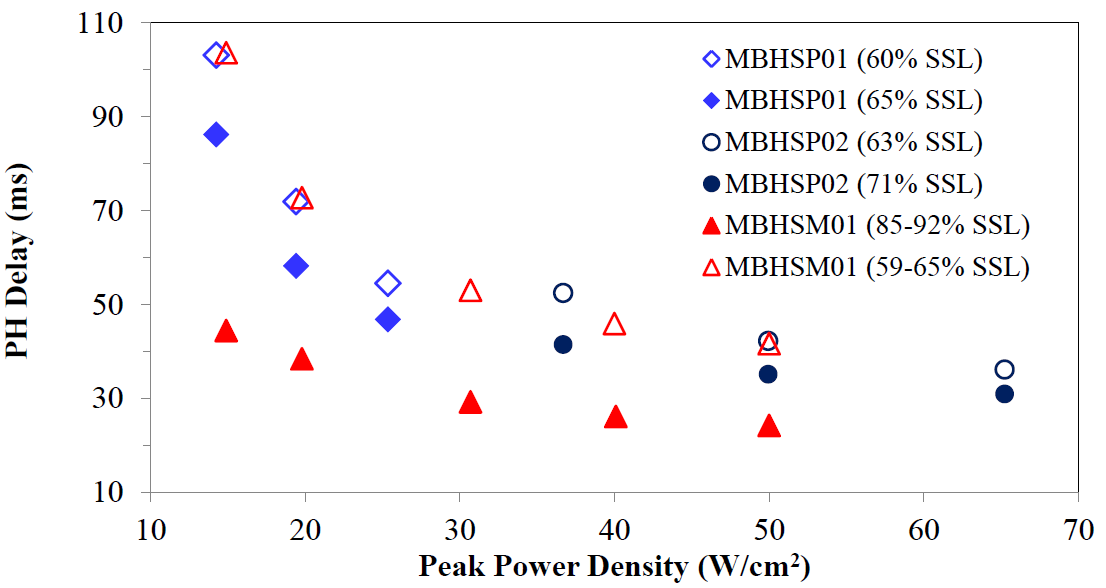 110
90
70
50
30
10
PH Delay (ms)
MBHSP01 (60% SSL)
MBHSP01 (65% SSL)
MBHSP02 (63% SSL)
MBHSP02 (71% SSL)
MBHSM01 (85-92% SSL)
MBHSM01 (59-65% SSL)
10 20 30 40 50 60 70
Peak Power Density (W/cm²)